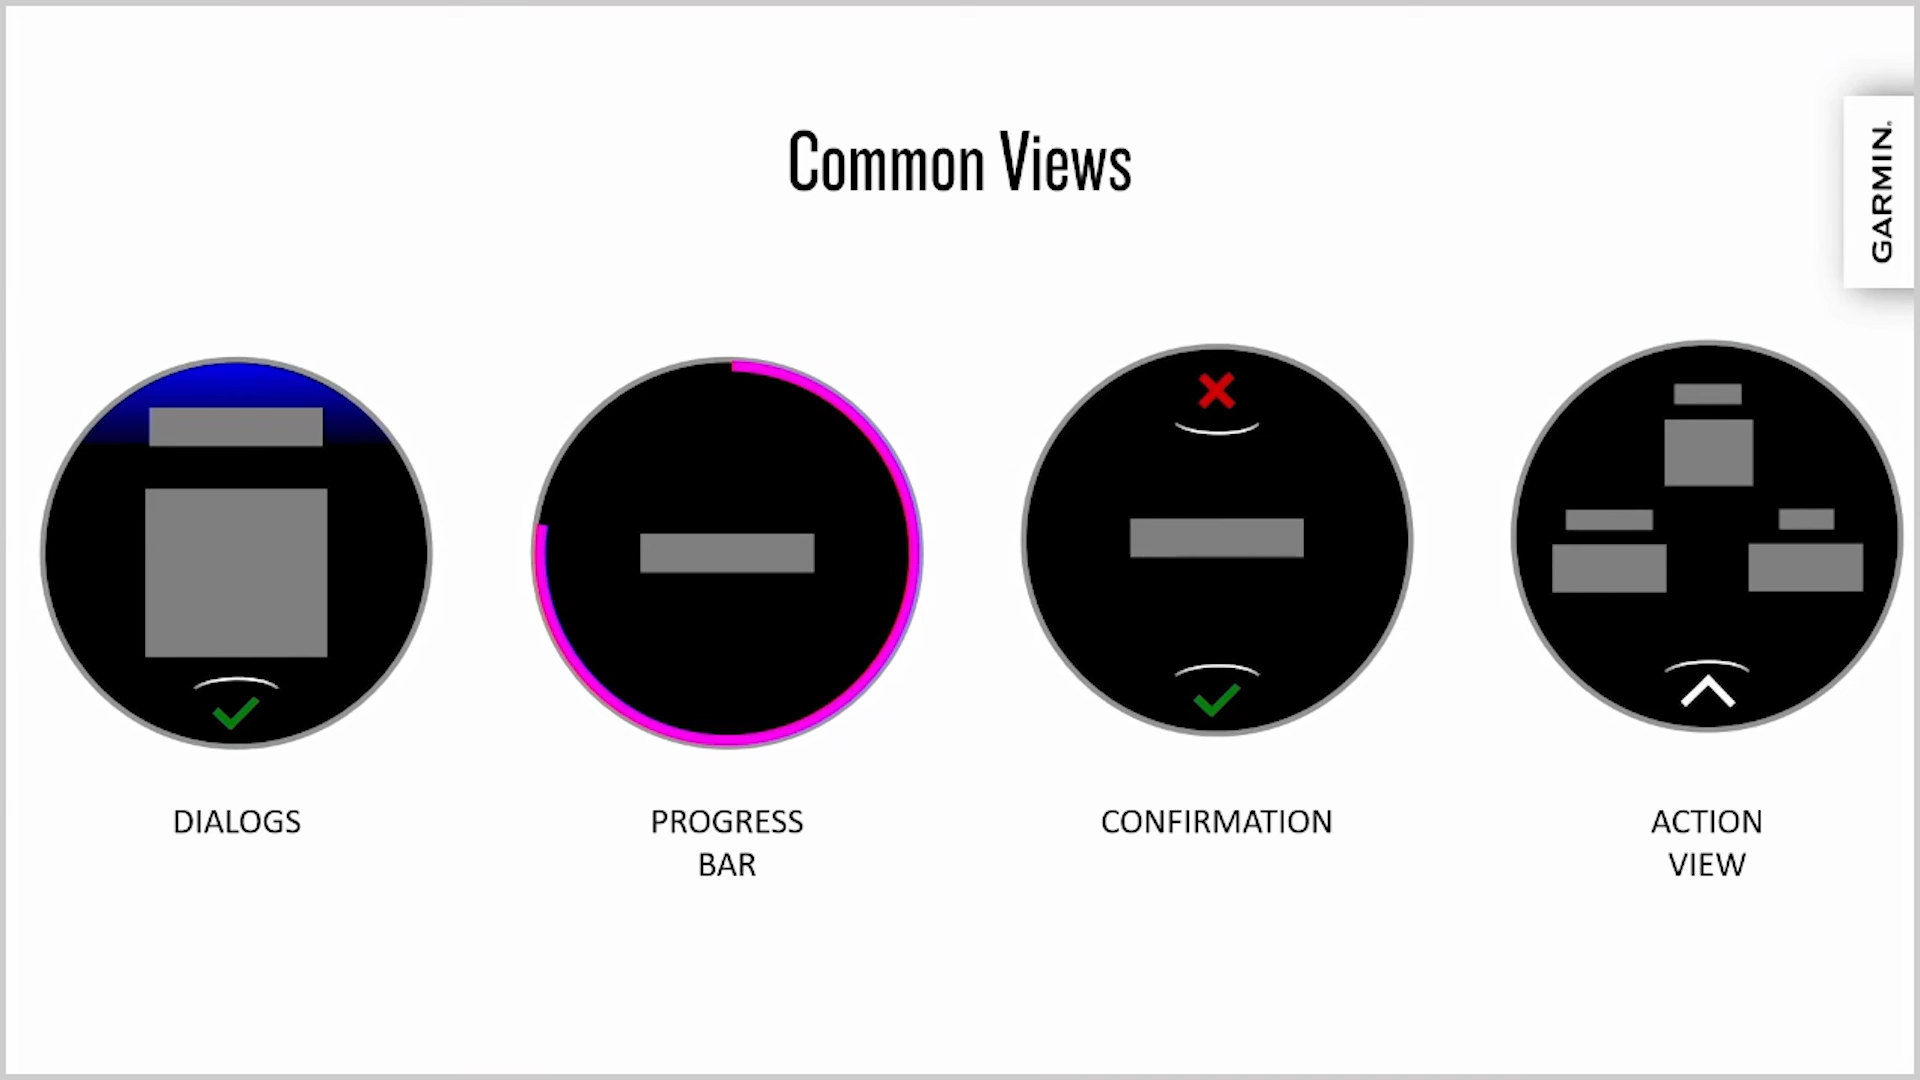 Common Views
GARMIN
DIALOGS
PROGRESS
BAR
CONFIRMATION
ACTION
VIEW